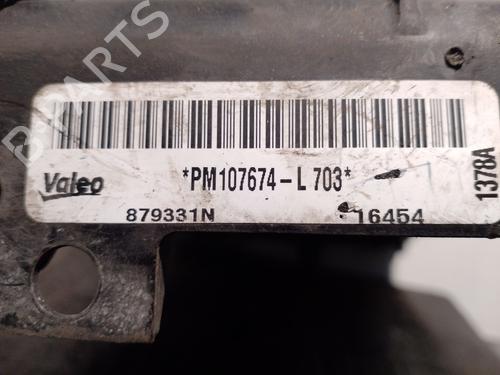 B-PARTS
Valeo
*PM107674-L 703*
879331N
16454
1378A